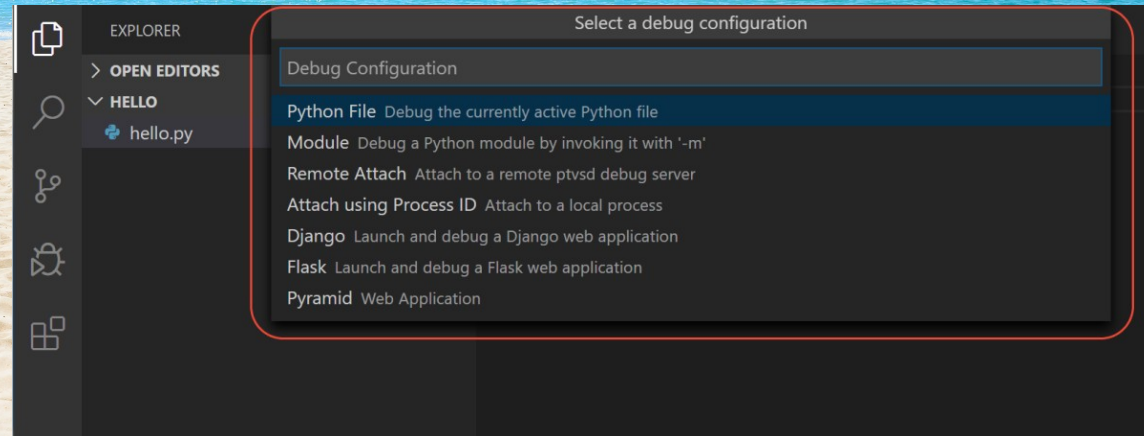 EXPLORER
OPEN EDITORS
HELLO
hello.py
Select a debug configuration
Debug Configuration
Python File Debug the currently active Python file
Module Debug a Python module by invoking it with '-m'
Remote Attach Attach to a remote ptvsd debug server
Attach using Process ID Attach to a local process
Django Launch and debug a Django web application
Flask Launch and debug a Flask web application
Pyramid Web Application